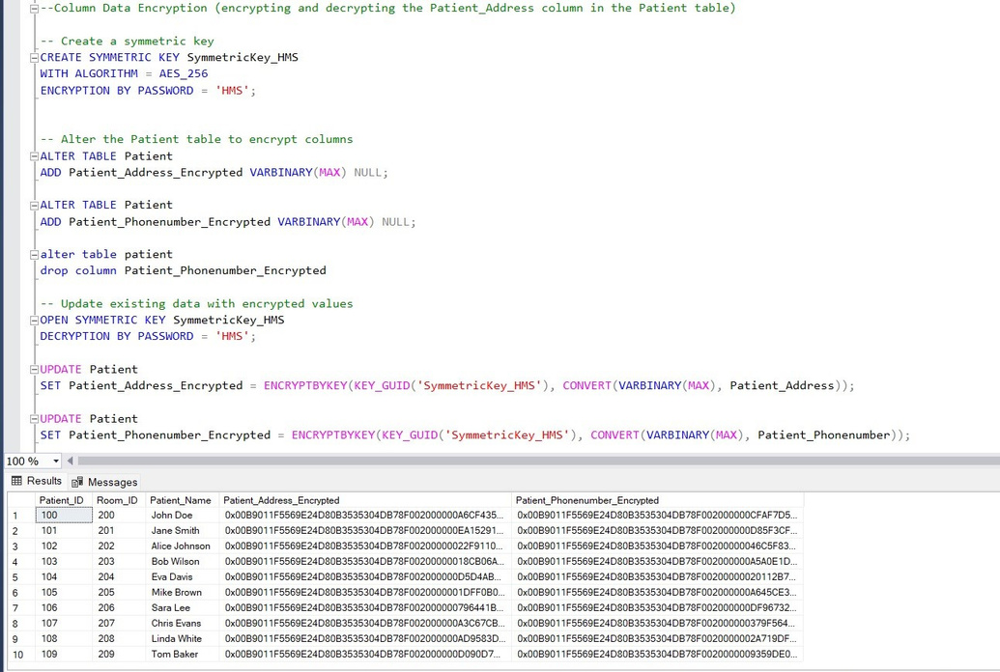 --Column Data Encryption (encrypting and decrypting the Patient_Address column in the Patient table)
-- Create a symmetric key
CREATE SYMMETRIC KEY SymmetricKey_HMS
WITH ALGORITHM = AES_256
ENCRYPTION BY PASSWORD = 'HMS';
-- Alter the Patient table to encrypt columns
ALTER TABLE Patient
ADD Patient_Address_Encrypted VARBINARY(MAX) NULL;
ALTER TABLE Patient
ADD Patient_Phonenumber_Encrypted VARBINARY(MAX) NULL;
alter table patient
drop column Patient_Phonenumber_Encrypted
-- Update existing data with encrypted values
OPEN SYMMETRIC KEY SymmetricKey_HMS
DECRYPTION BY PASSWORD = 'HMS';
UPDATE Patient
SET Patient_Address_Encrypted = ENCRYPTBYKEY(KEY_GUID('SymmetricKey_HMS'), CONVERT(VARBINARY(MAX), Patient_Address));
UPDATE Patient
SET Patient_Phonenumber_Encrypted = ENCRYPTBYKEY(KEY_GUID('SymmetricKey_HMS'), CONVERT(VARBINARY(MAX), Patient_Phonenumber));
100 %
Results Messages
Patient_ID Room_ID Patient_Name Patient_Address_Encrypted Patient_Phonenumber_Encrypted
1 100 200 John Doe 0x00B9011F5569E24D80B3535304DB78F002000000A6CF435... 0x00B9011F5569E24D80B3535304DB78F002000000CFAF7D5...
2 101 201 Jane Smith 0x00B9011F5569E24D80B3535304DB78F002000000EA15291... 0x00B9011F5569E24D80B3535304DB78F002000000D85F3CF...
3 102 202 Alice Johnson 0x00B9011F5569E24D80B3535304DB78F00200000022F9110... 0x00B9011F5569E24D80B3535304DB78F00200000046C5F83...
4 103 203 Bob Wilson 0x00B9011F5569E24D80B3535304DB78F00200000018CB06A... 0x00B9011F5569E24D80B3535304DB78F002000000A5A0E1D...
5 104 204 Eva Davis 0x00B9011F5569E24D80B3535304DB78F002000000D5D4AB... 0x00B9011F5569E24D80B3535304DB78F00200000020112B7...
6 105 205 Mike Brown 0x00B9011F5569E24D80B3535304DB78F0020000001DFF0B0... 0x00B9011F5569E24D80B3535304DB78F002000000A645CE3...
7 106 206 Sara Lee 0x00B9011F5569E24D80B3535304DB78F002000000796441B... 0x00B9011F5569E24D80B3535304DB78F002000000DF96732...
8 107 207 Chris Evans 0x00B9011F5569E24D80B3535304DB78F002000000A3C67CB... 0x00B9011F5569E24D80B3535304DB78F002000000379F564...
9 108 208 Linda White 0x00B9011F5569E24D80B3535304DB78F002000000AD9583D... 0x00B9011F5569E24D80B3535304DB78F0020000002A719DF...
10 109 209 Tom Baker 0x00B9011F5569E24D80B3535304DB78F002000000D090D7... 0x00B9011F5569E24D80B3535304DB78F0020000009359DE0...